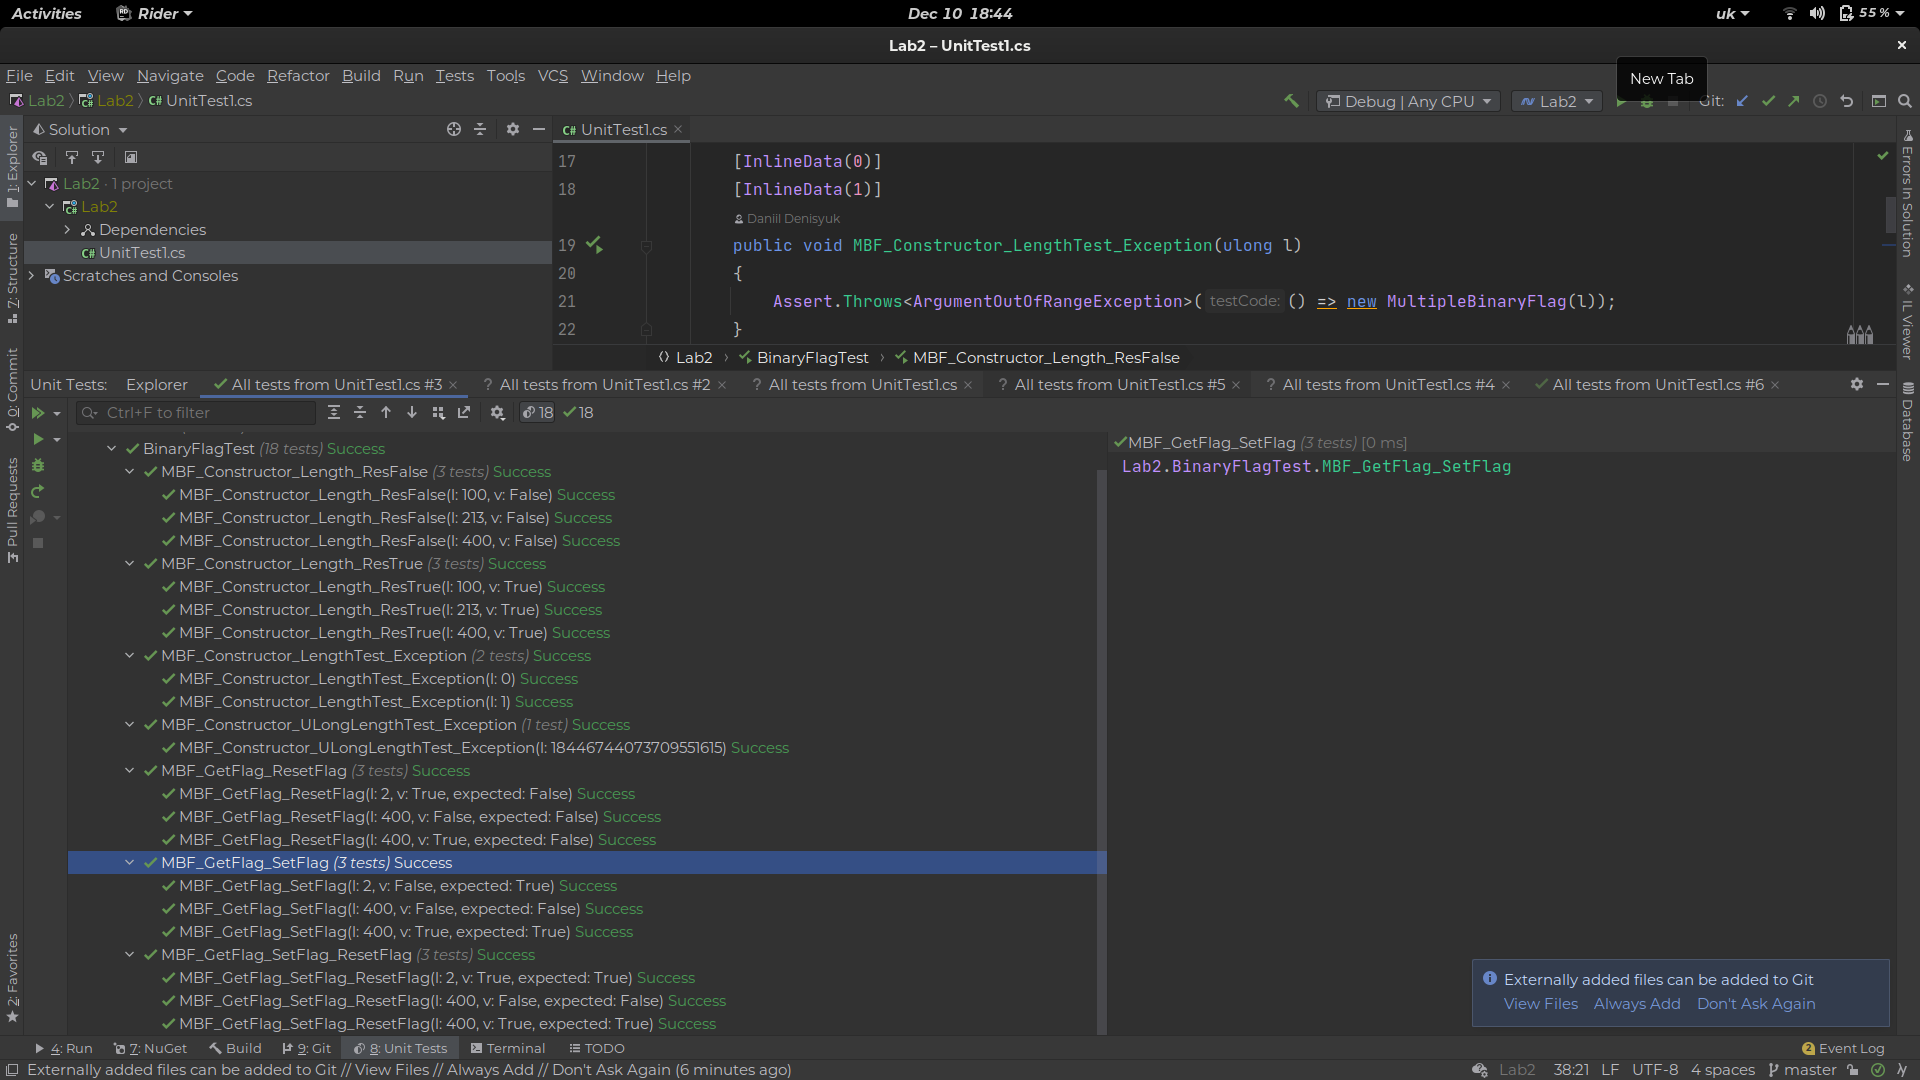 Activities Rider Dec 10 18:44 uk 55 %
Lab2 – UnitTest1.cs
File Edit View Navigate Code Refactor Build Run Tests Tools VCS Window Help
New Tab
Lab2 Lab2 UnitTest1.cs Debug | Any CPU Lab2 Git:
Solution
UnitTest1.cs
Lab2 · 1 project
Lab2
Dependencies
UnitTest1.cs
Scratches and Consoles
17 [InlineData(0)]
18 [InlineData(1)]
Daniil Denisyuk
19 public void MBF_Constructor_LengthTest_Exception(ulong l)
20 {
21 Assert.Throws<ArgumentOutOfRangeException>( testCode: () => new MultipleBinaryFlag(l));
22 }
Lab2 › BinaryFlagTest › MBF_Constructor_Length_ResFalse
1: Explorer
7: Structure
0: Commit
Pull Requests
2: Favorites
Errors In Solution
IL Viewer
Database
Unit Tests: Explorer All tests from UnitTest1.cs #3 All tests from UnitTest1.cs #2 All tests from UnitTest1.cs All tests from UnitTest1.cs #5 All tests from UnitTest1.cs #4 All tests from UnitTest1.cs #6
Ctrl+F to filter 18 18
BinaryFlagTest (18 tests) Success
MBF_Constructor_Length_ResFalse (3 tests) Success
MBF_Constructor_Length_ResFalse(l: 100, v: False) Success
MBF_Constructor_Length_ResFalse(l: 213, v: False) Success
MBF_Constructor_Length_ResFalse(l: 400, v: False) Success
MBF_Constructor_Length_ResTrue (3 tests) Success
MBF_Constructor_Length_ResTrue(l: 100, v: True) Success
MBF_Constructor_Length_ResTrue(l: 213, v: True) Success
MBF_Constructor_Length_ResTrue(l: 400, v: True) Success
MBF_Constructor_LengthTest_Exception (2 tests) Success
MBF_Constructor_LengthTest_Exception(l: 0) Success
MBF_Constructor_LengthTest_Exception(l: 1) Success
MBF_Constructor_ULongLengthTest_Exception (1 test) Success
MBF_Constructor_ULongLengthTest_Exception(l: 18446744073709551615) Success
MBF_GetFlag_ResetFlag (3 tests) Success
MBF_GetFlag_ResetFlag(l: 2, v: True, expected: False) Success
MBF_GetFlag_ResetFlag(l: 400, v: False, expected: False) Success
MBF_GetFlag_ResetFlag(l: 400, v: True, expected: False) Success
MBF_GetFlag_SetFlag (3 tests) Success
MBF_GetFlag_SetFlag(l: 2, v: False, expected: True) Success
MBF_GetFlag_SetFlag(l: 400, v: False, expected: False) Success
MBF_GetFlag_SetFlag(l: 400, v: True, expected: True) Success
MBF_GetFlag_SetFlag_ResetFlag (3 tests) Success
MBF_GetFlag_SetFlag_ResetFlag(l: 2, v: True, expected: True) Success
MBF_GetFlag_SetFlag_ResetFlag(l: 400, v: False, expected: False) Success
MBF_GetFlag_SetFlag_ResetFlag(l: 400, v: True, expected: True) Success
MBF_GetFlag_SetFlag (3 tests) [0 ms]
Lab2.BinaryFlagTest.MBF_GetFlag_SetFlag
Externally added files can be added to Git
View Files Always Add Don't Ask Again
4: Run 7: NuGet Build 9: Git 8: Unit Tests Terminal TODO 2 Event Log
Externally added files can be added to Git // View Files // Always Add // Don't Ask Again (6 minutes ago) Lab2 38:21 LF UTF-8 4 spaces master